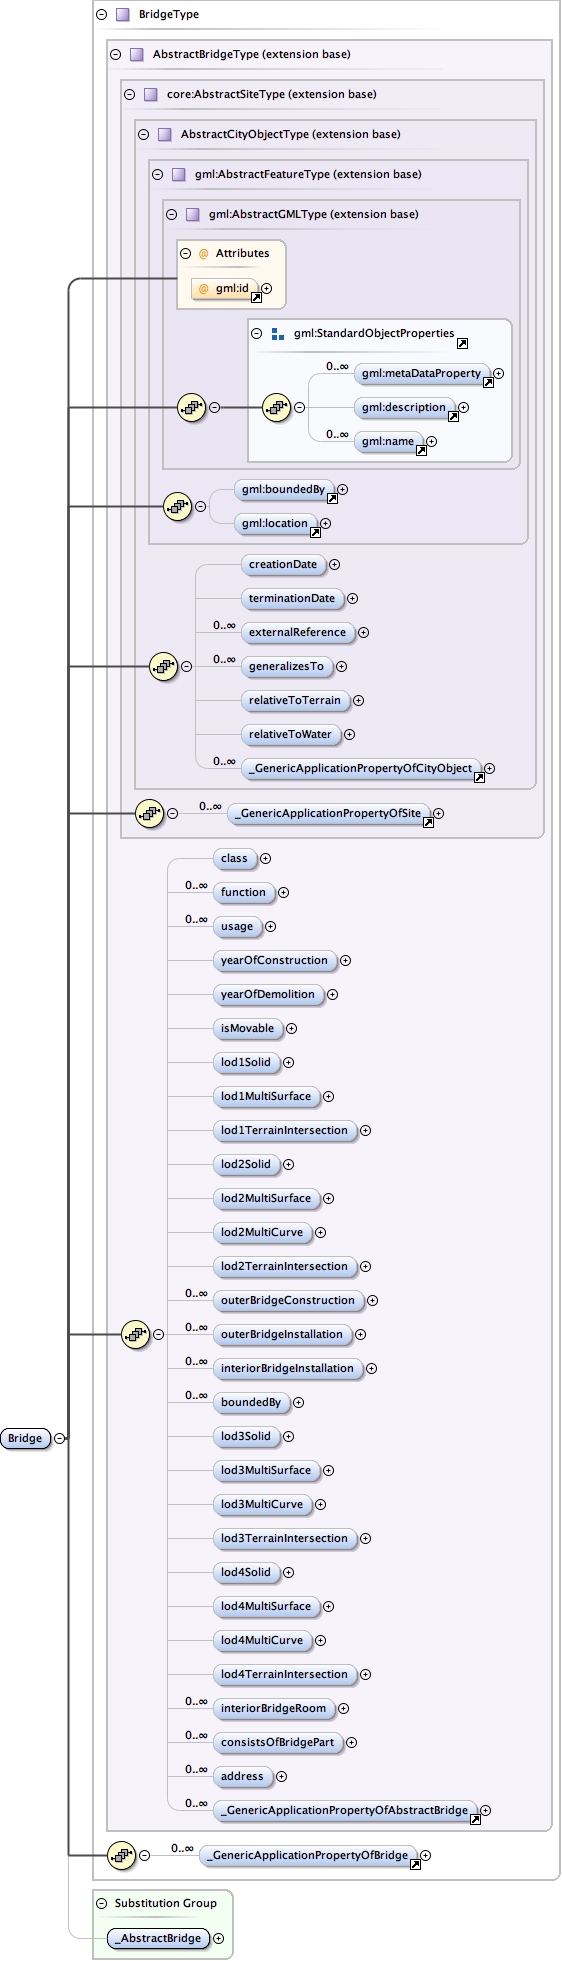 BridgeType
AbstractBridgeType (extension base)
core:AbstractSiteType (extension base)
AbstractCityObjectType (extension base)
gml:AbstractFeatureType (extension base)
gml:AbstractGMLType (extension base)
@ Attributes
@ gml:id
gml:StandardObjectProperties
0..∞ gml:metaDataProperty
gml:description
0..∞ gml:name
gml:boundedBy
gml:location
creationDate
terminationDate
0..∞ externalReference
0..∞ generalizesTo
relativeToTerrain
relativeToWater
0..∞ _GenericApplicationPropertyOfCityObject
0..∞ _GenericApplicationPropertyOfSite
class
0..∞ function
0..∞ usage
yearOfConstruction
yearOfDemolition
isMovable
lod1Solid
lod1MultiSurface
lod1TerrainIntersection
lod2Solid
lod2MultiSurface
lod2MultiCurve
lod2TerrainIntersection
0..∞ outerBridgeConstruction
0..∞ outerBridgeInstallation
0..∞ interiorBridgeInstallation
0..∞ boundedBy
lod3Solid
lod3MultiSurface
lod3MultiCurve
lod3TerrainIntersection
lod4Solid
lod4MultiSurface
lod4MultiCurve
lod4TerrainIntersection
0..∞ interiorBridgeRoom
0..∞ consistsOfBridgePart
0..∞ address
0..∞ _GenericApplicationPropertyOfAbstractBridge
Bridge
0..∞ _GenericApplicationPropertyOfBridge
Substitution Group
_AbstractBridge